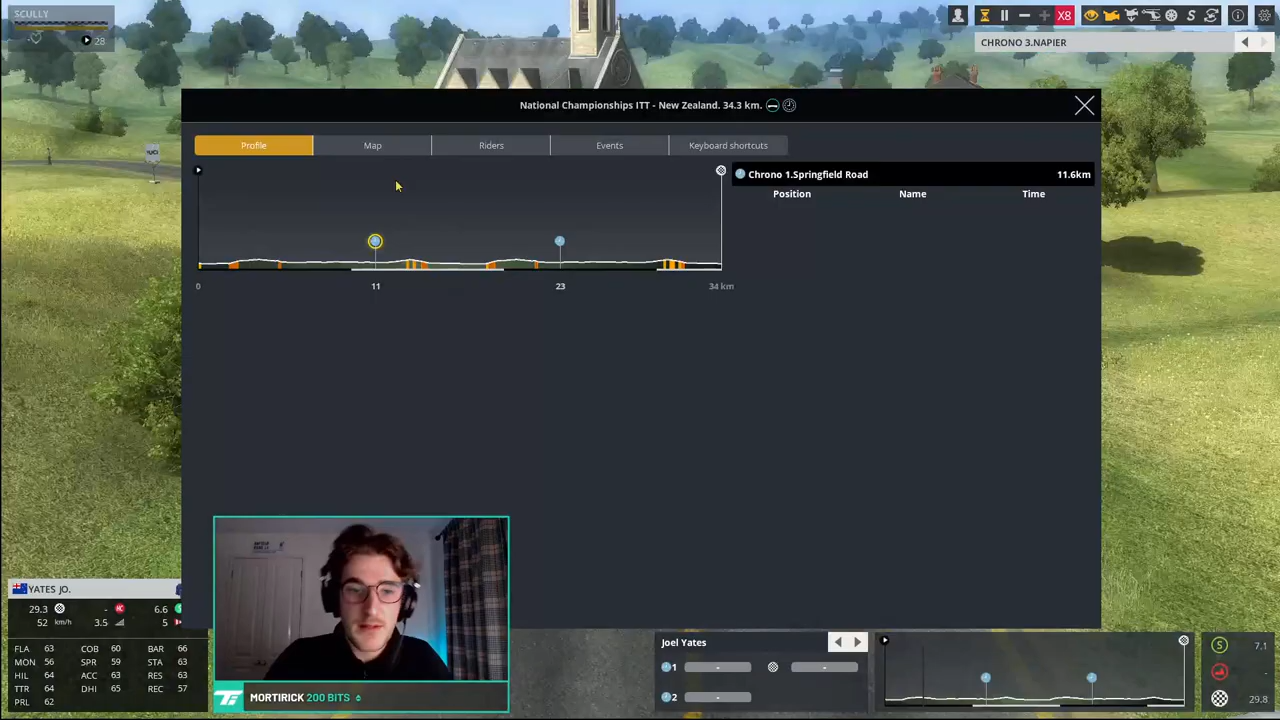 SCULLY
28
X8
S
CHRONO 3.NAPIER
National Championships ITT - New Zealand. 34.3 km.
Profile
Map
Riders
Events
Keyboard shortcuts
Chrono 1.Springfield Road
11.6km
Position
Name
Time
0
11
23
34 km
YATES JO.
29.3
HC
-
6.6
52
km/h
3.5
5
FLA 63 COB 60 BAR 66
MON 56 SPR 59 STA 63
HIL 64 ACC 63 RES 63
TTR 64 DHI 65 REC 57
PRL 62
MORTIRICK 200 BITS
Joel Yates
1
-
-
2
-
S
7.1
-
29.8